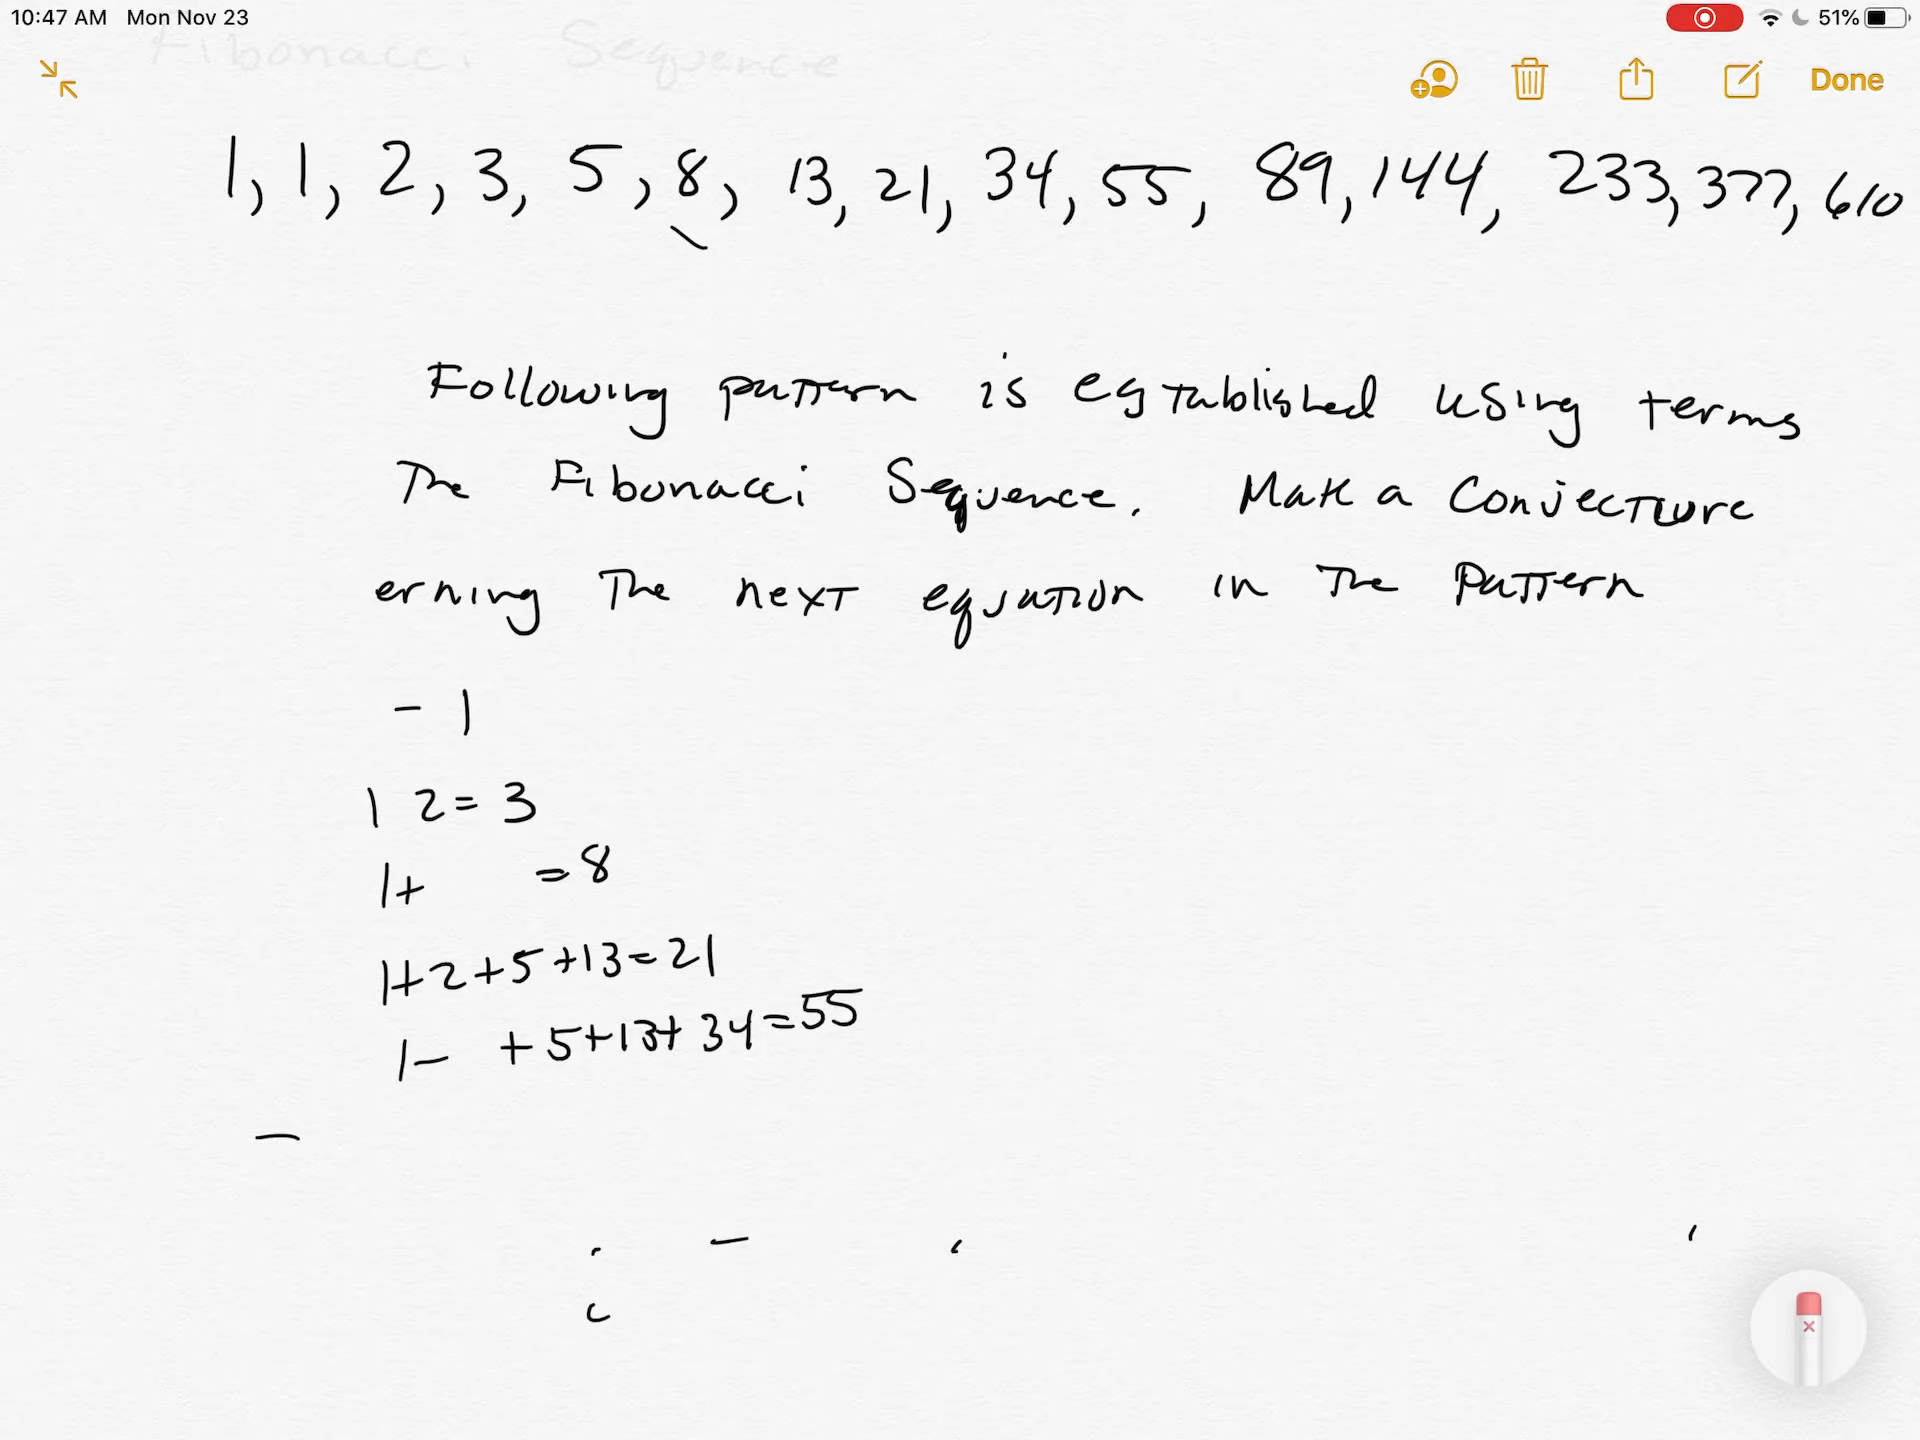 10:47 AM Mon Nov 23
51%
Fibonacci Sequence
Done
1, 1, 2, 3, 5, 8, 13, 21, 34, 55, 89, 144, 233, 377, 610
Following pattern is established using terms
The Fibonacci Sequence. Make a Conjecture
erning The next equation in The Pattern
- 1
1 2 = 3
1+ = 8
1+2+5+13=21
1- +5+13+34=55